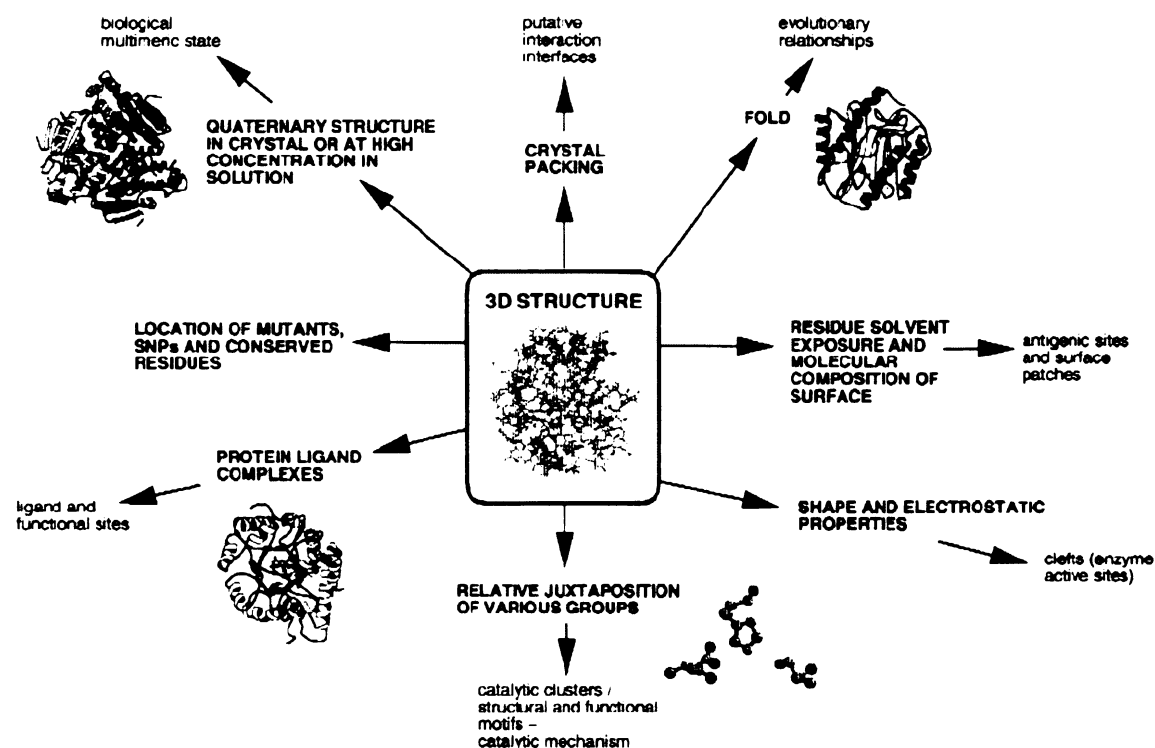 biological
multimeric state
putative
interaction
interfaces
evolutionary
relationships
QUATERNARY STRUCTURE
IN CRYSTAL OR AT HIGH
CONCENTRATION IN
SOLUTION
CRYSTAL
PACKING
FOLD
3D STRUCTURE
LOCATION OF MUTANTS,
SNPs AND CONSERVED
RESIDUES
RESIDUE SOLVENT
EXPOSURE AND
MOLECULAR
COMPOSITION OF
SURFACE
antigenic sites
and surface
patches
PROTEIN LIGAND
COMPLEXES
ligand and
functional sites
SHAPE AND ELECTROSTATIC
PROPERTIES
clefts (enzyme
active sites)
RELATIVE JUXTAPOSITION
OF VARIOUS GROUPS
catalytic clusters /
structural and functional
motifs –
catalytic mechanism